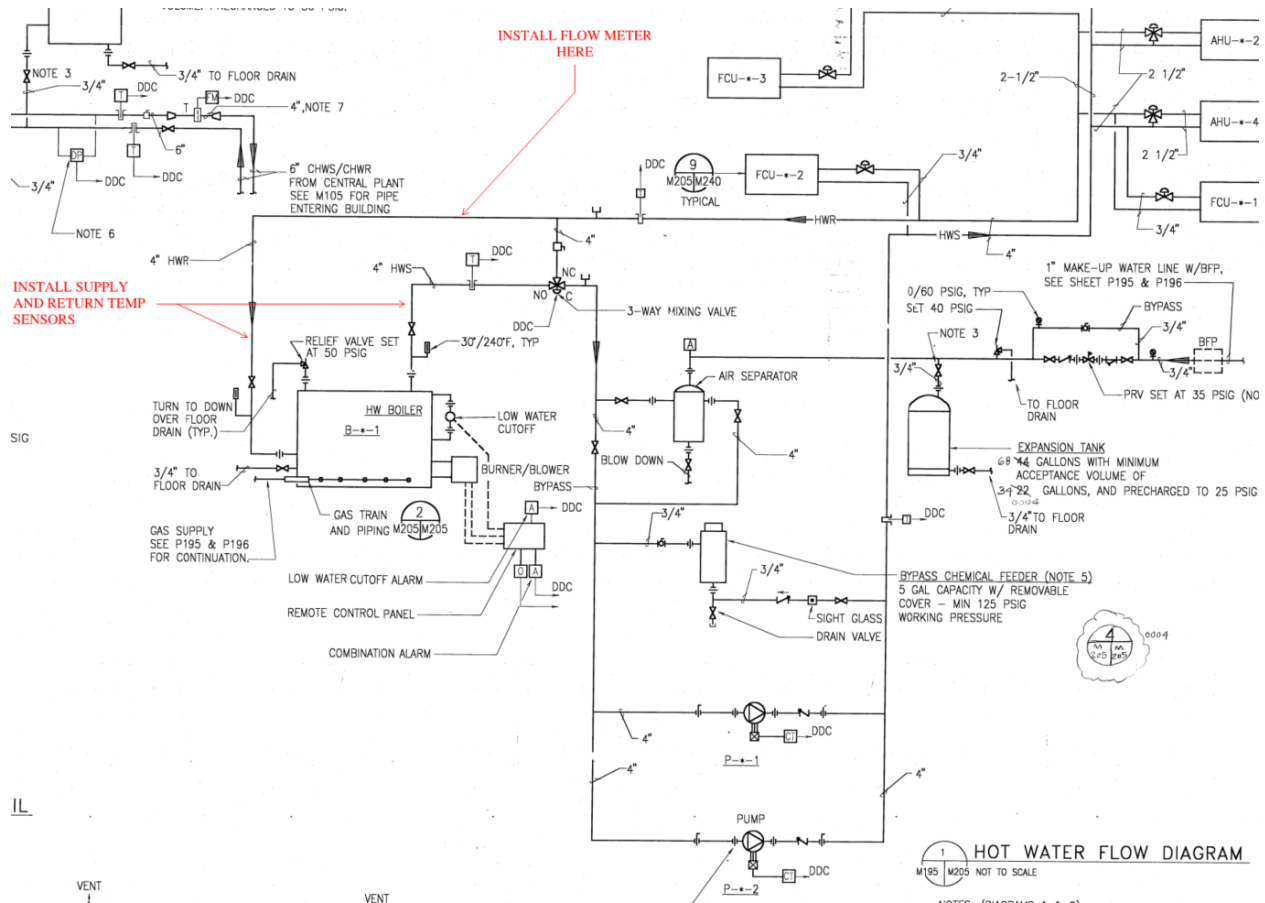 INSTALL FLOW METER
HERE
NOTE 3
3/4" TO FLOOR DRAIN
3/4"
DDC
T
T
FM
DDC
4", NOTE 7
6"
DP
DDC
T
DDC
3/4"
NOTE 6
6" CHWS/CHWR
FROM CENTRAL PLANT
SEE M105 FOR PIPE
ENTERING BUILDING
FCU-*-3
2-1/2"
2 1/2"
AHU-*-2
AHU-*-4
2 1/2"
FCU-*-1
3/4"
DDC
T
9
M205 M240
TYPICAL
FCU-*-2
3/4"
HWR
HWS
4"
4" HWR
4"
DDC
T
4" HWS
NC
NO
C
DDC
3-WAY MIXING VALVE
INSTALL SUPPLY
AND RETURN TEMP
SENSORS
RELIEF VALVE SET
AT 50 PSIG
30°/240°F, TYP
1" MAKE-UP WATER LINE W/BFP,
SEE SHEET P195 & P196
0/60 PSIG, TYP
SET 40 PSIG
BYPASS
NOTE 3
3/4"
BFP
3/4"
3/4"
PRV SET AT 35 PSIG (NO
TO FLOOR
DRAIN
A
AIR SEPARATOR
TURN TO DOWN
OVER FLOOR
DRAIN (TYP.)
HW BOILER
B-*-1
LOW WATER
CUTOFF
4"
4"
BLOW DOWN
BURNER/BLOWER
BYPASS
SIG
3/4" TO
FLOOR DRAIN
EXPANSION TANK
68 44 GALLONS WITH MINIMUM
ACCEPTANCE VOLUME OF
34 22 GALLONS, AND PRECHARGED TO 25 PSIG
0004
3/4" TO FLOOR
DRAIN
T
DDC
GAS TRAIN
AND PIPING
2
M205 M205
A
DDC
GAS SUPPLY
SEE P195 & P196
FOR CONTINUATION.
3/4"
LOW WATER CUTOFF ALARM
O
A
DDC
REMOTE CONTROL PANEL
COMBINATION ALARM
3/4"
BYPASS CHEMICAL FEEDER (NOTE 5)
5 GAL CAPACITY W/ REMOVABLE
COVER - MIN 125 PSIG
WORKING PRESSURE
SIGHT GLASS
DRAIN VALVE
4
M
205
M
205
0004
4"
CT
DDC
P-*-1
4"
4"
IL
PUMP
CT
DDC
P-*-2
1
M195 M205
HOT WATER FLOW DIAGRAM
NOT TO SCALE
VENT
VENT